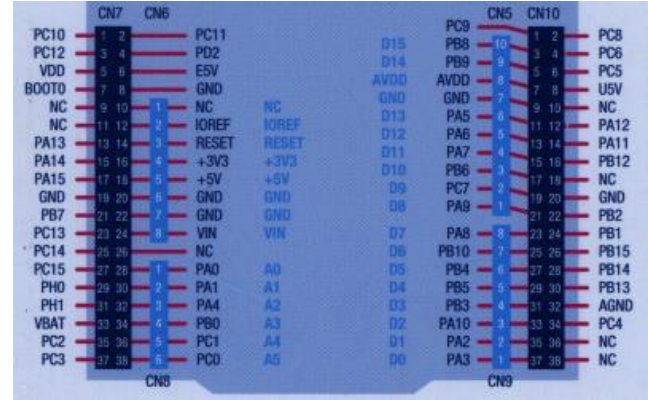 CN7 CN6 CN5 CN10
PC10 1 2 PC11 PC9 1 2 PC8
PC12 3 4 PD2 D15 PB8 10 3 4 PC6
VDD 5 6 E5V D14 PB9 9 5 6 PC5
BOOT0 7 8 GND AVDD AVDD 8 7 8 U5V
NC 9 10 1 NC NC GND GND 7 9 10 NC
NC 11 12 2 IOREF IOREF D13 PA5 6 11 12 PA12
PA13 13 14 3 RESET RESET D12 PA6 5 13 14 PA11
PA14 15 16 4 +3V3 +3V3 D11 PA7 4 15 16 PB12
PA15 17 18 5 +5V +5V D10 PB6 3 17 18 NC
GND 19 20 6 GND GND D9 PC7 2 19 20 GND
PB7 21 22 7 GND GND D8 PA9 1 21 22 PB2
PC13 23 24 8 VIN VIN D7 PA8 8 23 24 PB1
PC14 25 26 NC D6 PB10 7 25 26 PB15
PC15 27 28 1 PA0 A0 D5 PB4 6 27 28 PB14
PH0 29 30 2 PA1 A1 D4 PB5 5 29 30 PB13
PH1 31 32 3 PA4 A2 D3 PB3 4 31 32 AGND
VBAT 33 34 4 PB0 A3 D2 PA10 3 33 34 PC4
PC2 35 36 5 PC1 A4 D1 PA2 2 35 36 NC
PC3 37 38 6 PC0 A5 D0 PA3 1 37 38 NC
CN8 CN9